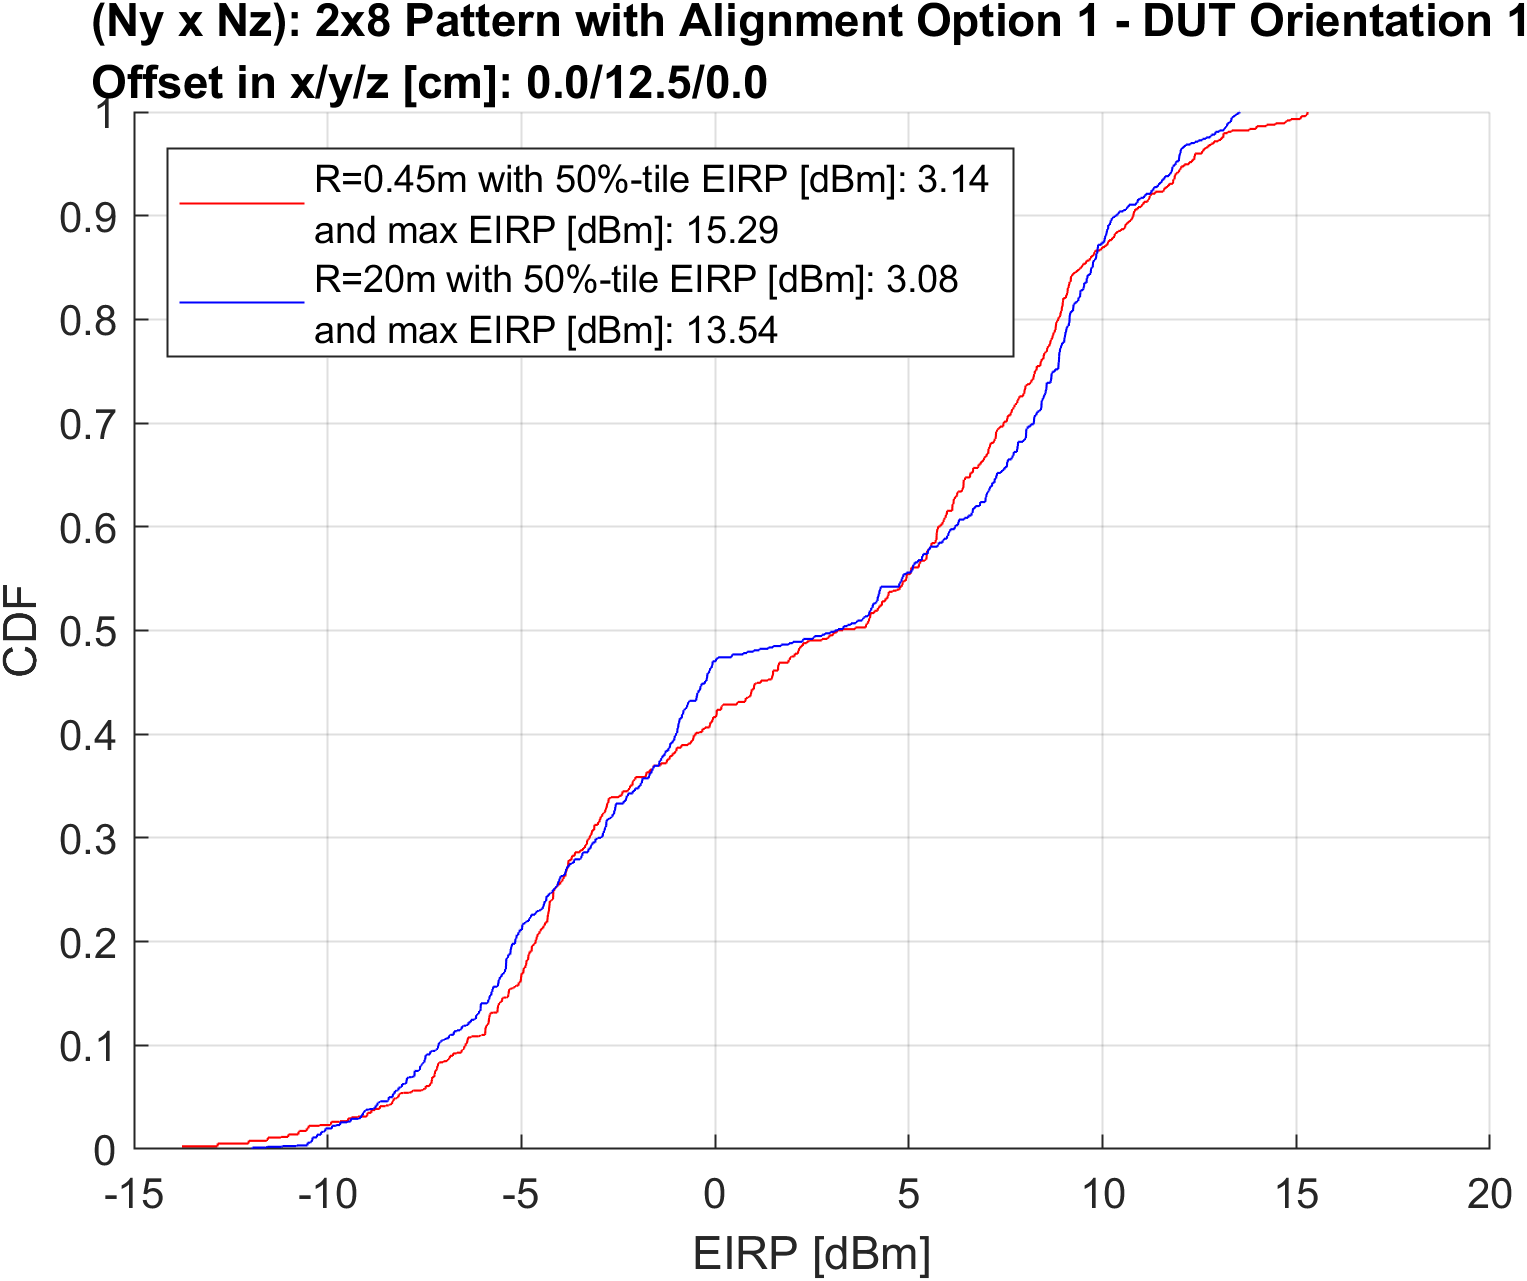 (Ny x Nz): 2x8 Pattern with Alignment Option 1 - DUT Orientation 1
Offset in x/y/z [cm]: 0.0/12.5/0.0
R=0.45m with 50%-tile EIRP [dBm]: 3.14
and max EIRP [dBm]: 15.29
R=20m with 50%-tile EIRP [dBm]: 3.08
and max EIRP [dBm]: 13.54
1
0.9
0.8
0.7
0.6
0.5
0.4
0.3
0.2
0.1
0
CDF
-15 -10 -5 0 5 10 15 20
EIRP [dBm]